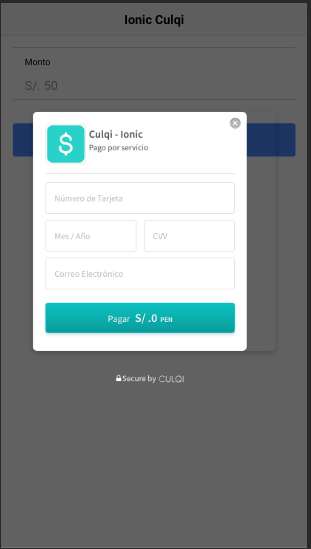 Ionic Culqi
Monto
S/. 50
Culqi - Ionic
Pago por servicio
Número de Tarjeta
Mes / Año
CVV
Correo Electrónico
Pagar S/ .0 PEN
Secure by CULQI